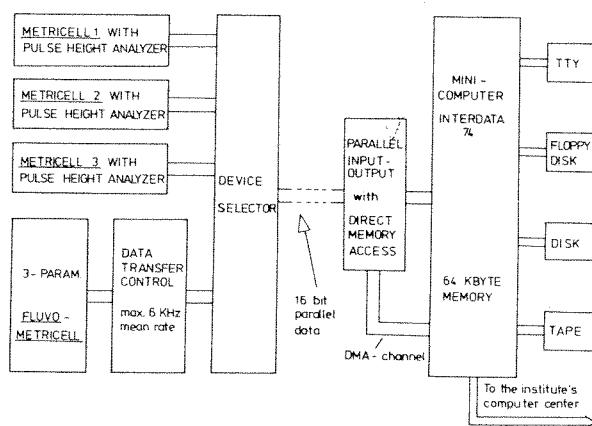 METRICELL 1 WITH
PULSE HEIGHT ANALYZER
METRICELL 2 WITH
PULSE HEIGHT ANALYZER
METRICELL 3 WITH
PULSE HEIGHT ANALYZER
3-PARAM.
FLUVO-
METRICELL
DATA
TRANSFER
CONTROL
max. 6 KHz
mean rate
DEVICE
SELECTOR
16 bit
parallel
data
PARALLEL
INPUT-
OUTPUT
with
DIRECT
MEMORY
ACCESS
DMA-channel
MINI-
COMPUTER
INTERDATA
74
64 KBYTE
MEMORY
TTY
FLOPPY
DISK
DISK
TAPE
To the institute's
computer center